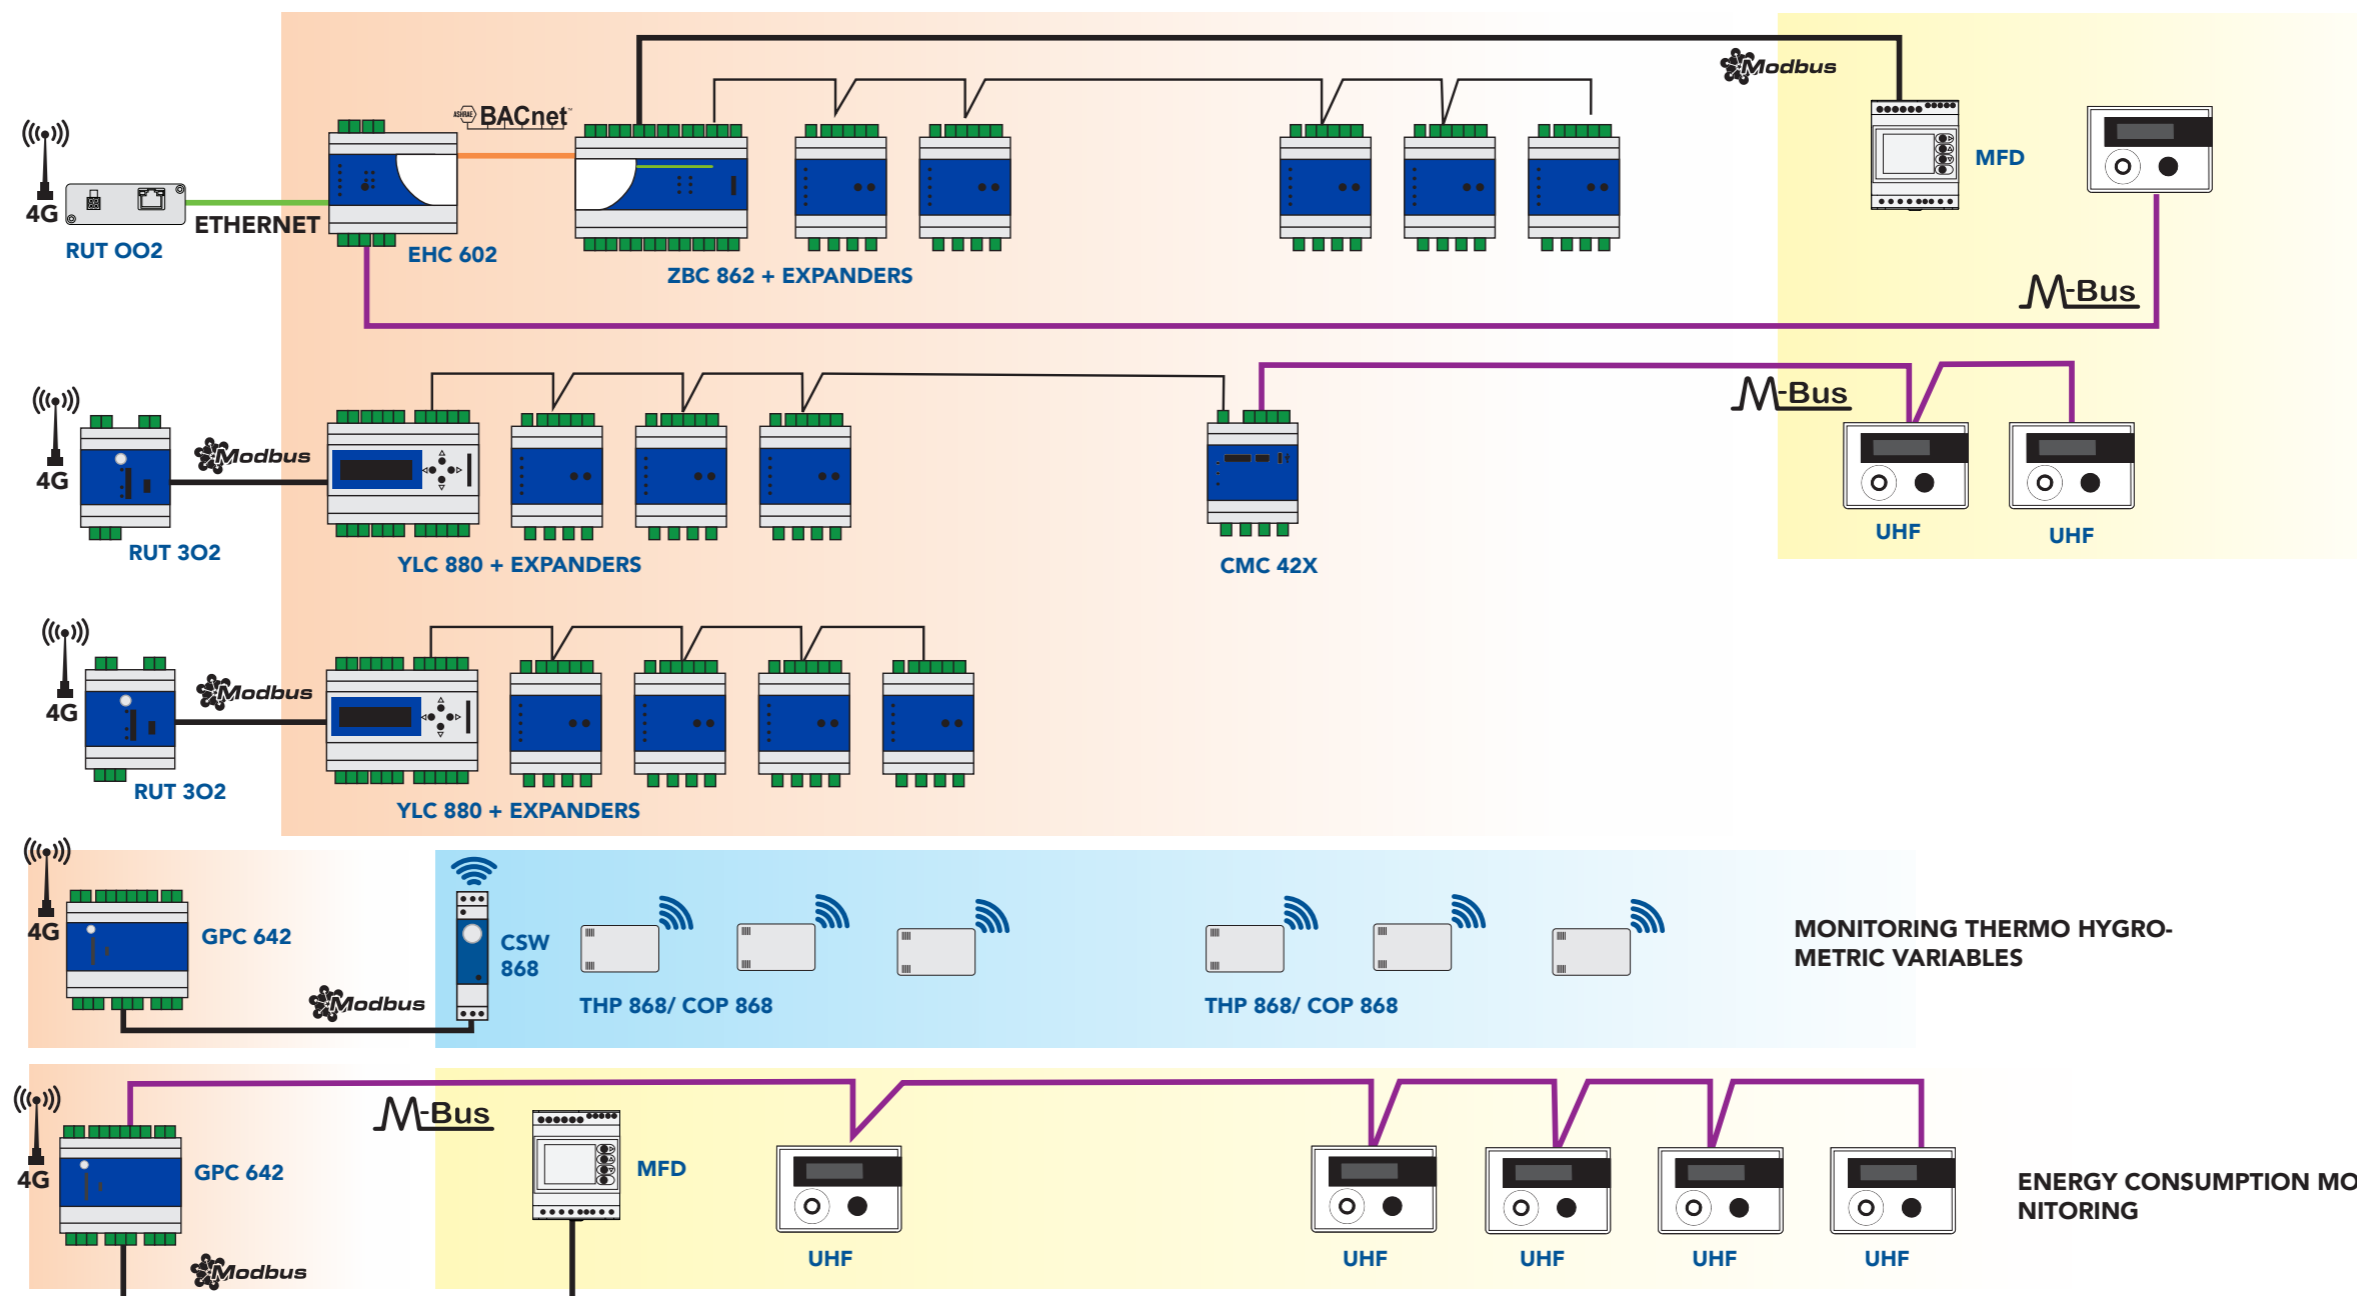 Modbus
ASHRAE BACnet™
MFD
4G
ETHERNET
RUT OO2
EHC 602
ZBC 862 + EXPANDERS
M-Bus
M-Bus
4G
Modbus
RUT 3O2
YLC 880 + EXPANDERS
CMC 42X
UHF
UHF
4G
Modbus
RUT 3O2
YLC 880 + EXPANDERS
4G
GPC 642
CSW
868
MONITORING THERMO HYGRO-
METRIC VARIABLES
Modbus
THP 868/ COP 868
THP 868/ COP 868
M-Bus
4G
GPC 642
MFD
ENERGY CONSUMPTION MO
NITORING
UHF
UHF
UHF
UHF
UHF
Modbus